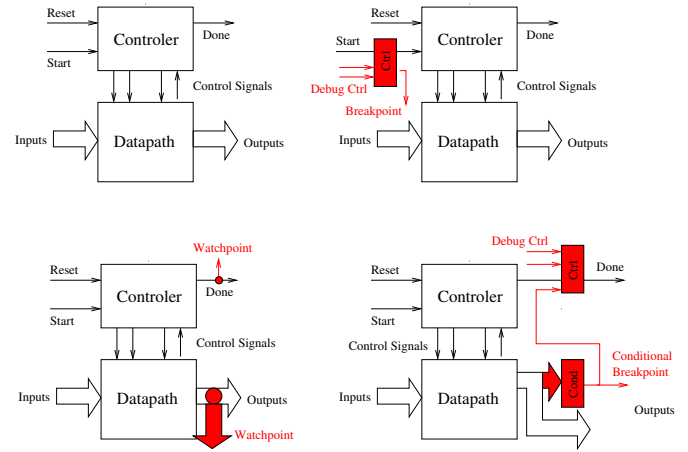 Reset
Controler
Done
Start
Control Signals
Inputs
Datapath
Outputs
Reset
Controler
Done
Start
Ctrl
Debug Ctrl
Breakpoint
Control Signals
Inputs
Datapath
Outputs
Watchpoint
Reset
Controler
Done
Start
Control Signals
Inputs
Datapath
Outputs
Watchpoint
Debug Ctrl
Reset
Controler
Ctrl
Done
Start
Control Signals
Conditional
Breakpoint
Inputs
Datapath
Cond
Outputs